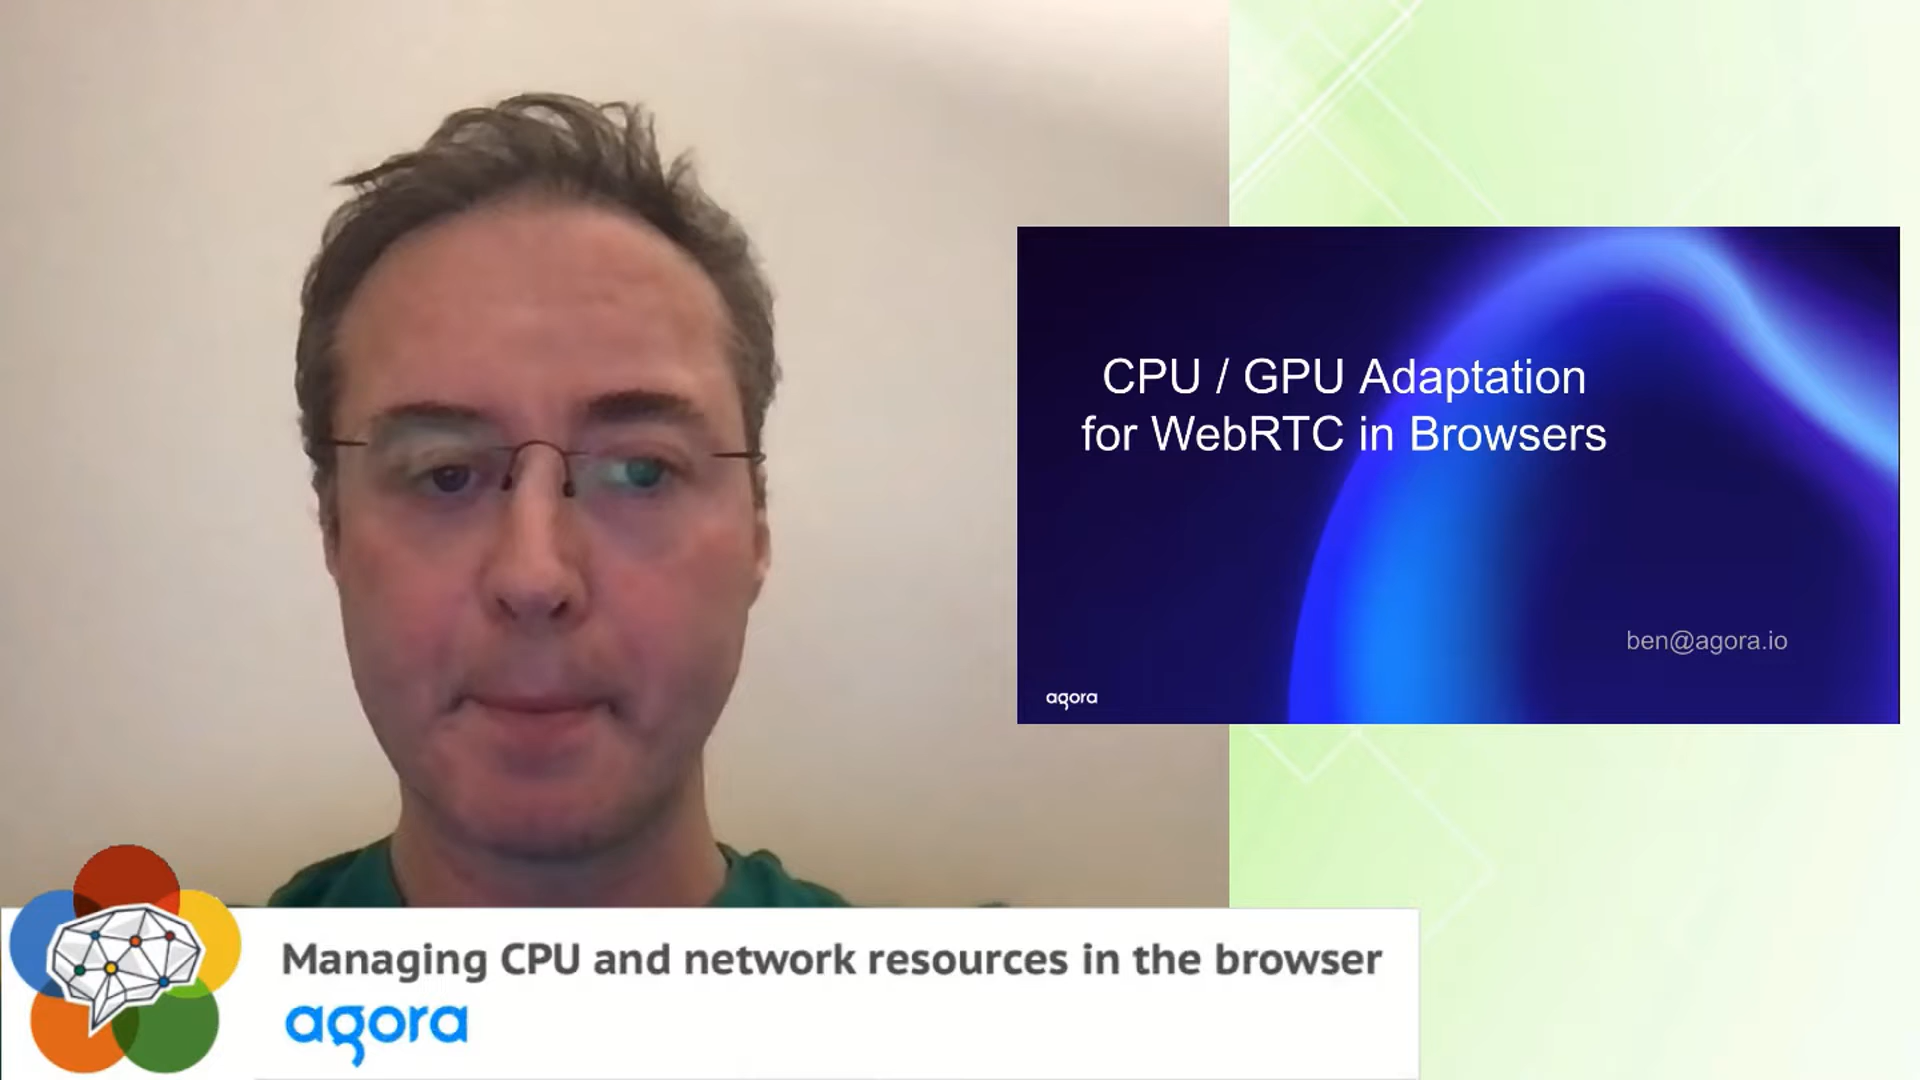 CPU / GPU Adaptation
for WebRTC in Browsers
ben@agora.io
agora
Managing CPU and network resources in the browser
agora